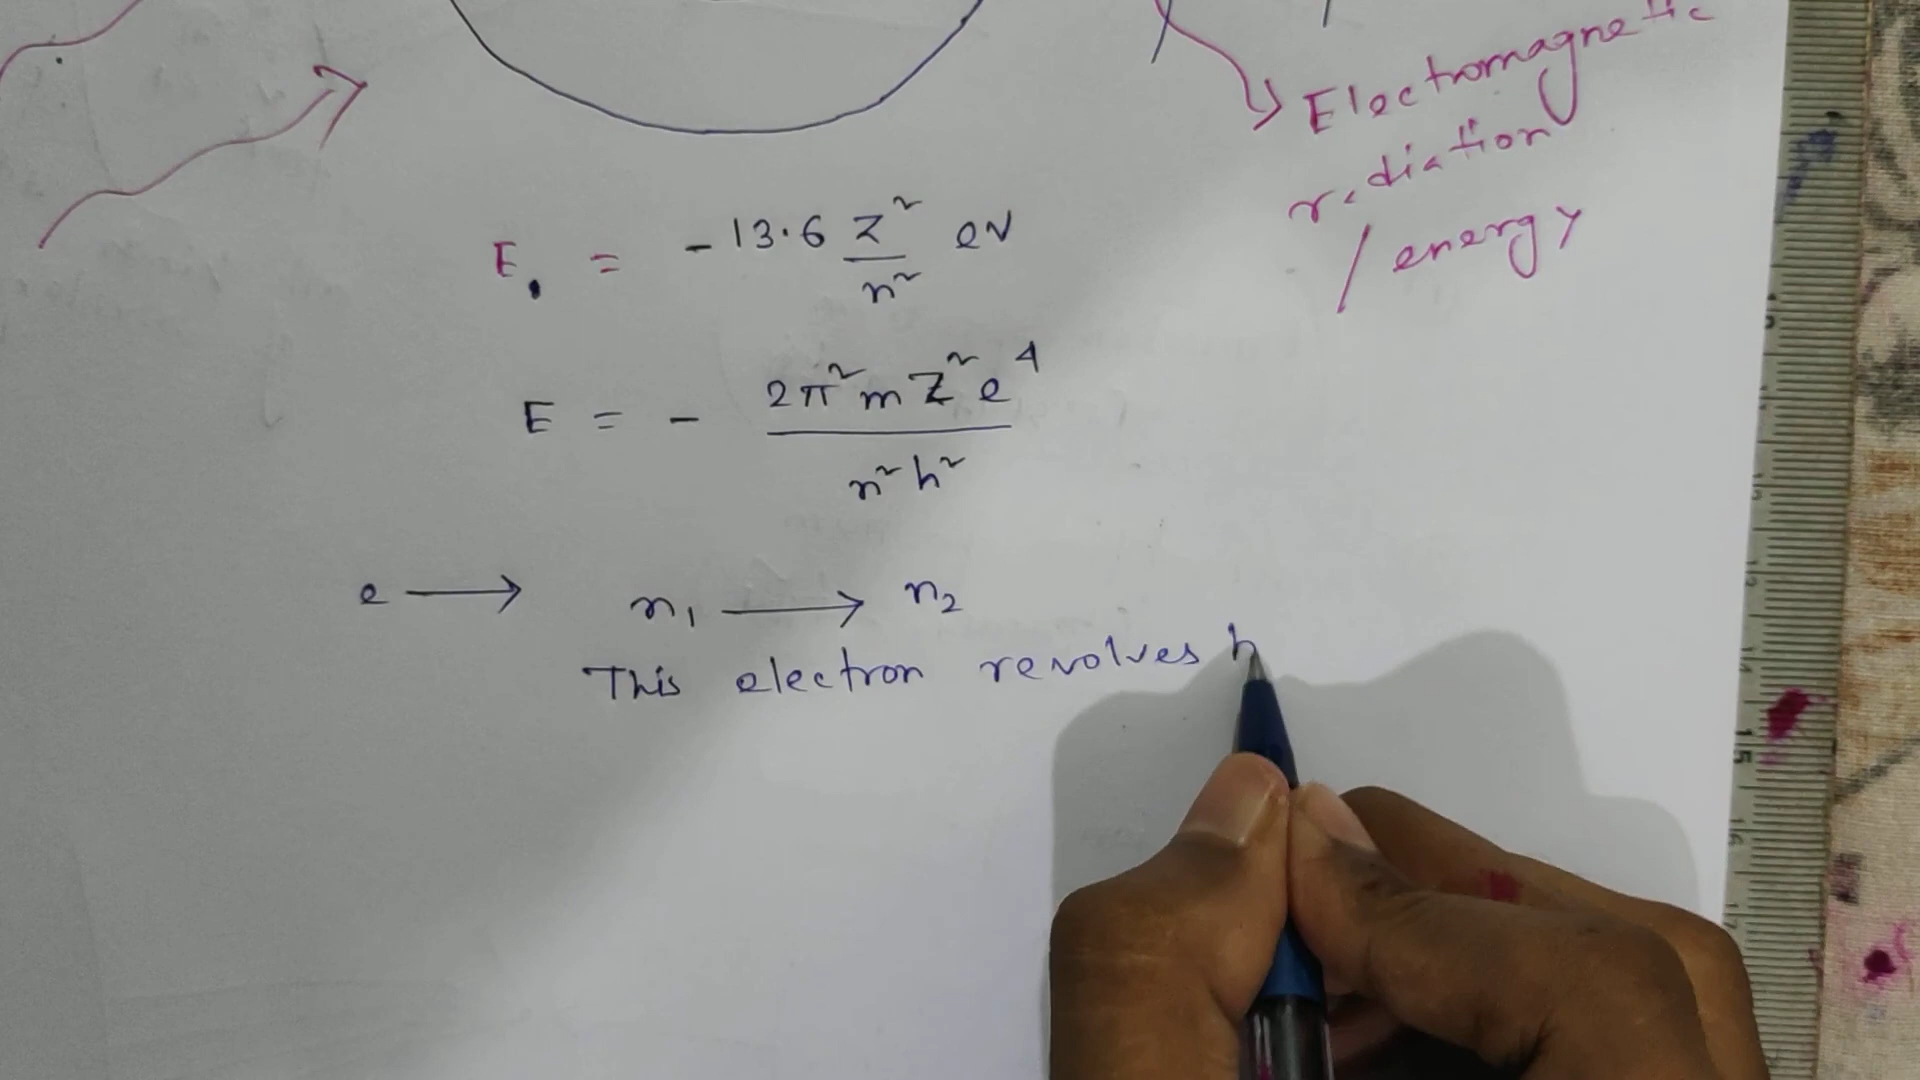 Electromagnetic
radiation
/ energy
E = -13.6 Z²/n² eV
E = - 2π²mZ²e⁴/n²h²
e ⟶ n₁ ⟶ n₂
This electron revolves